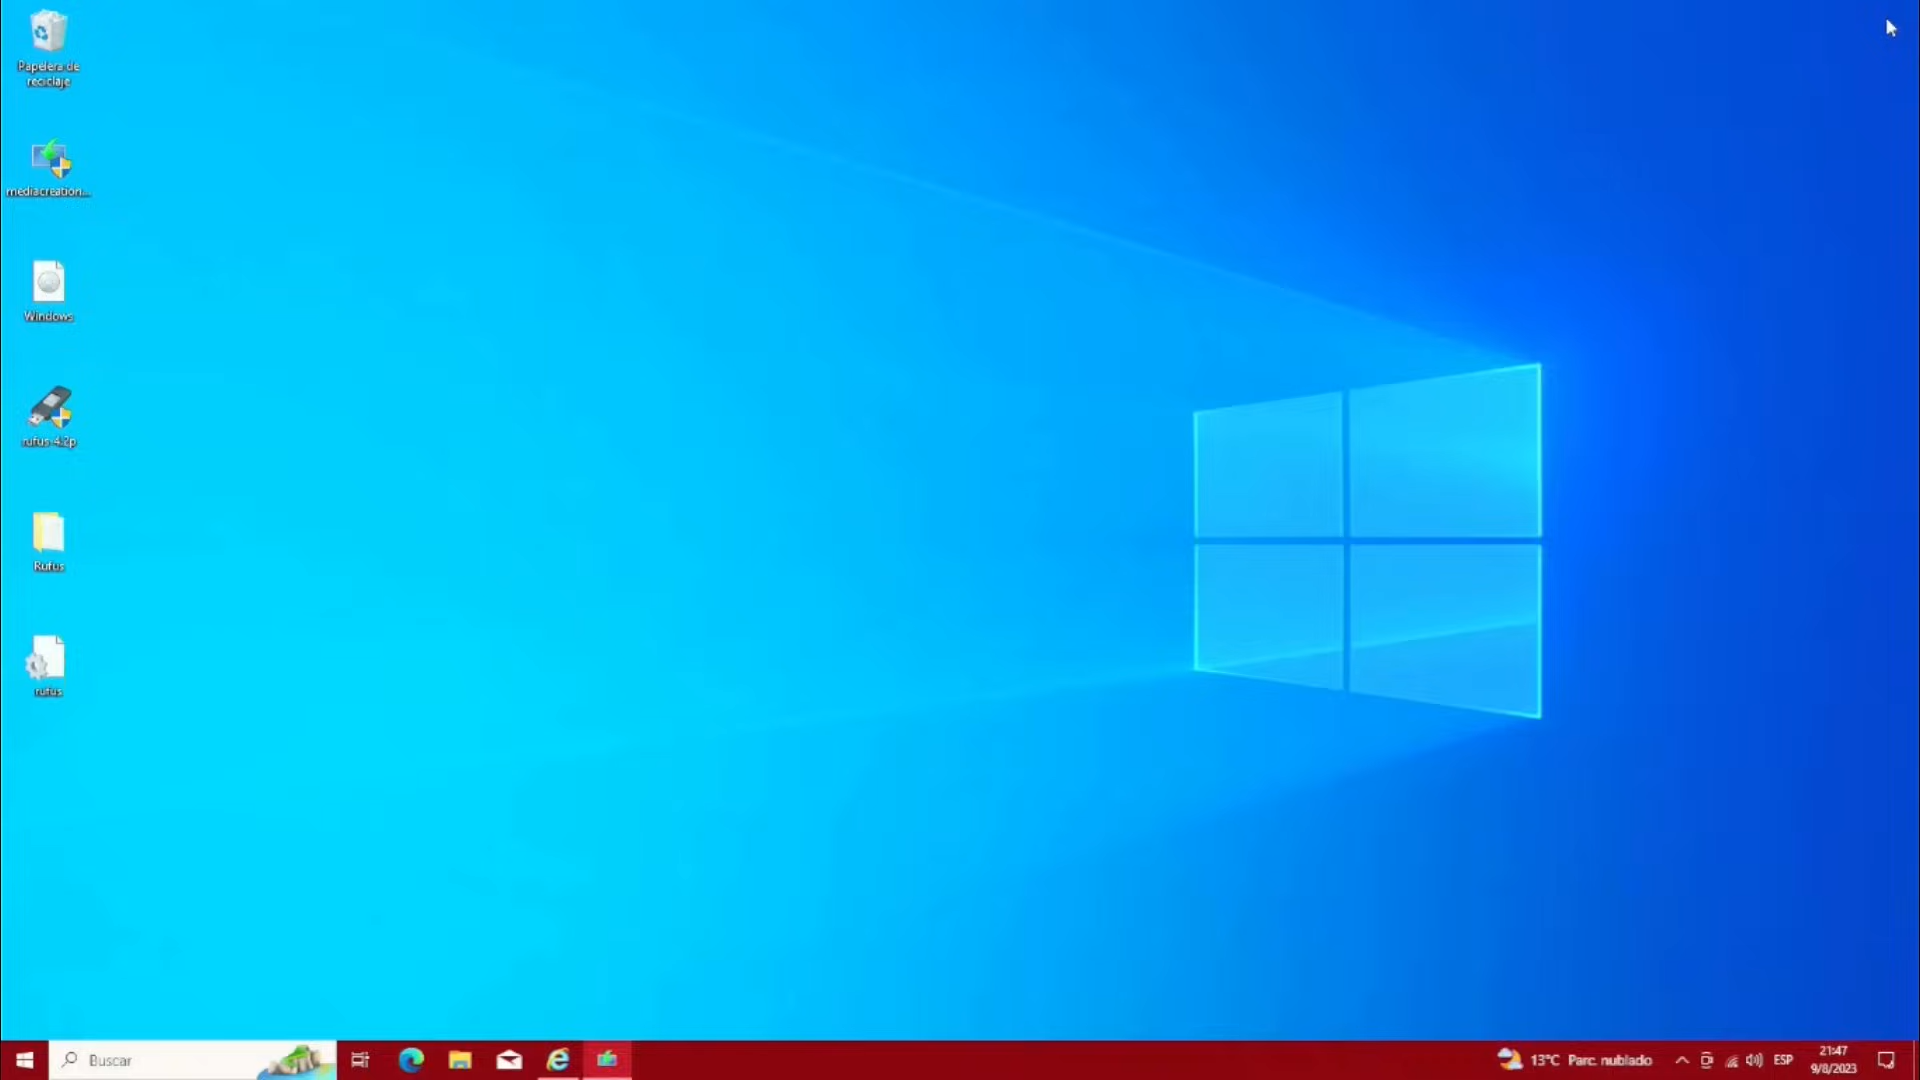 Papelera de
reciclaje
mediacreation...
Windows
rufus-4.2p
Rufus
rufus
Buscar
13°C Parc. nublado
ESP
21:47
9/8/2023